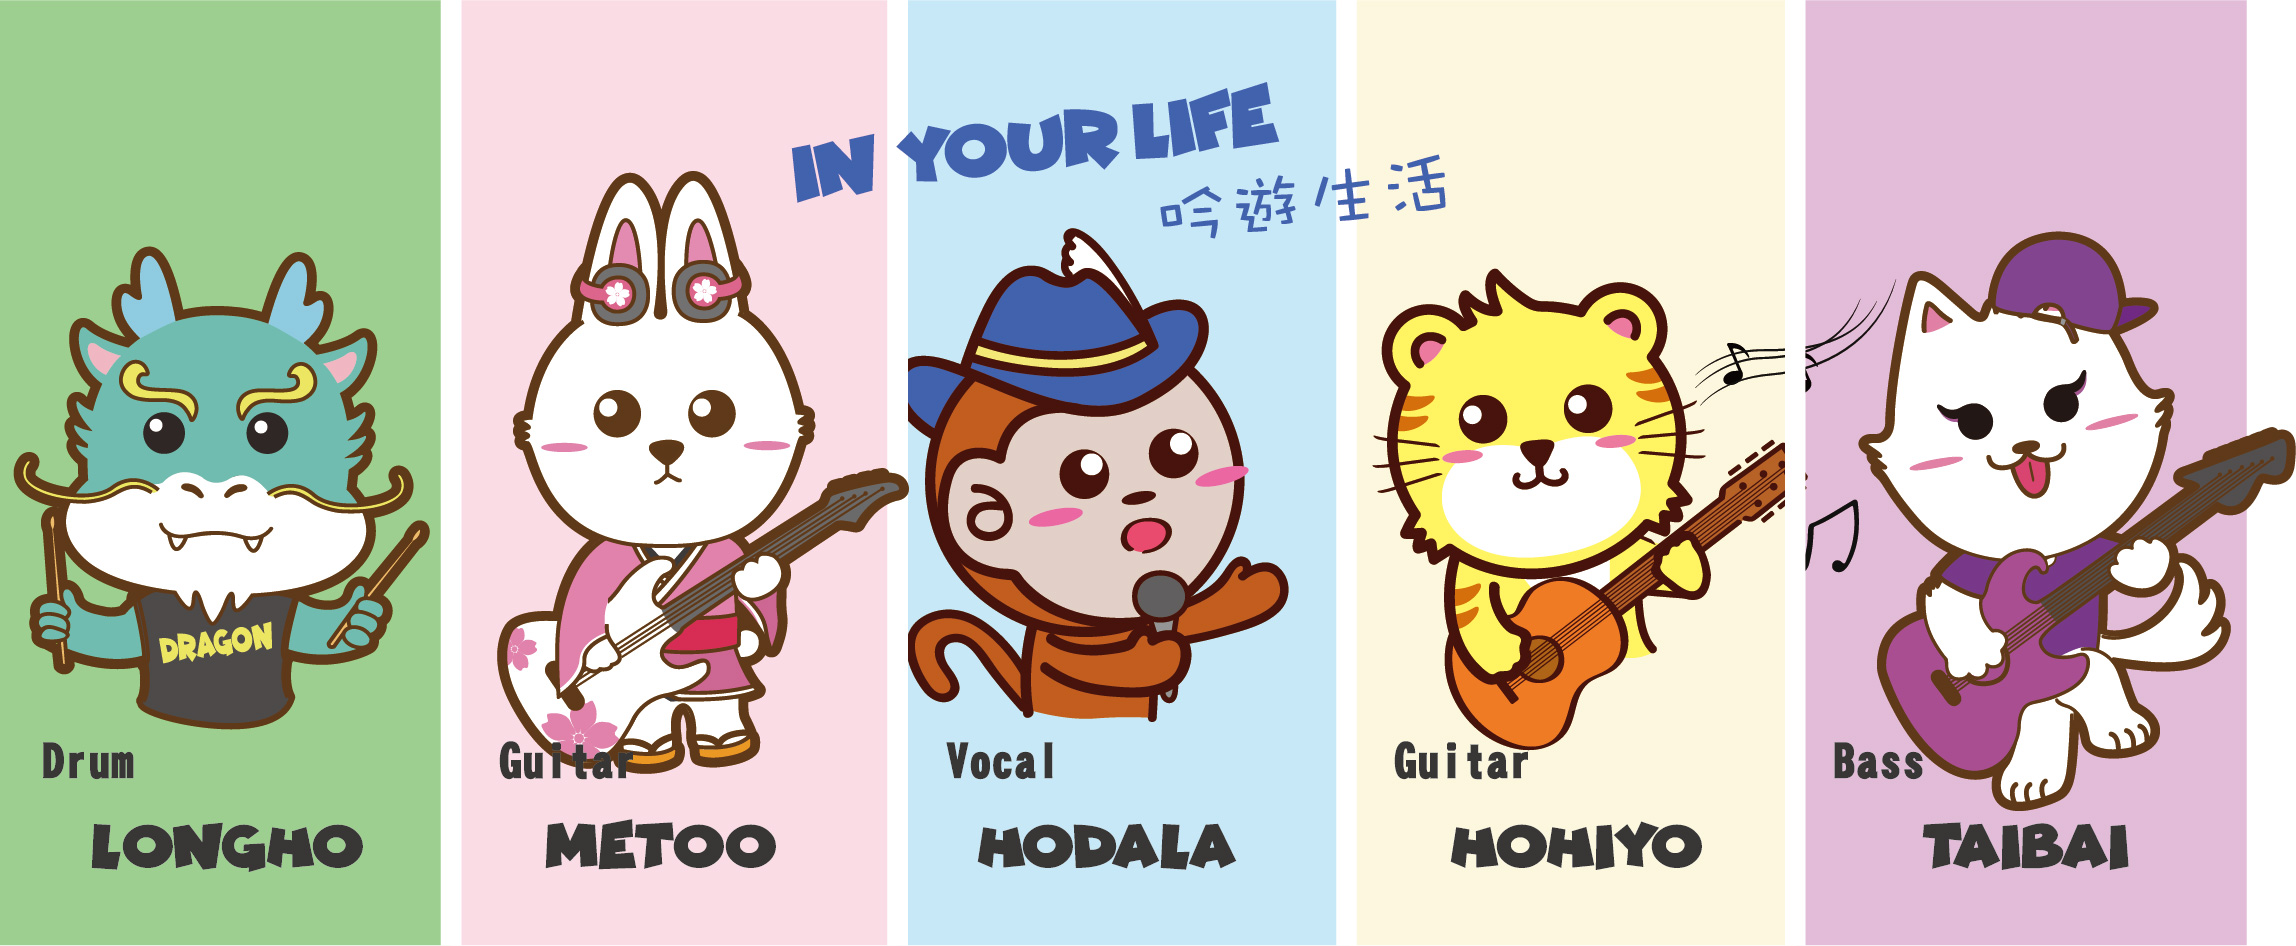 IN YOUR LIFE
吟遊生活
DRAGON
Drum
LONGHO
Guitar
METOO
Vocal
HODALA
Guitar
HOHIYO
Bass
TAIBAI